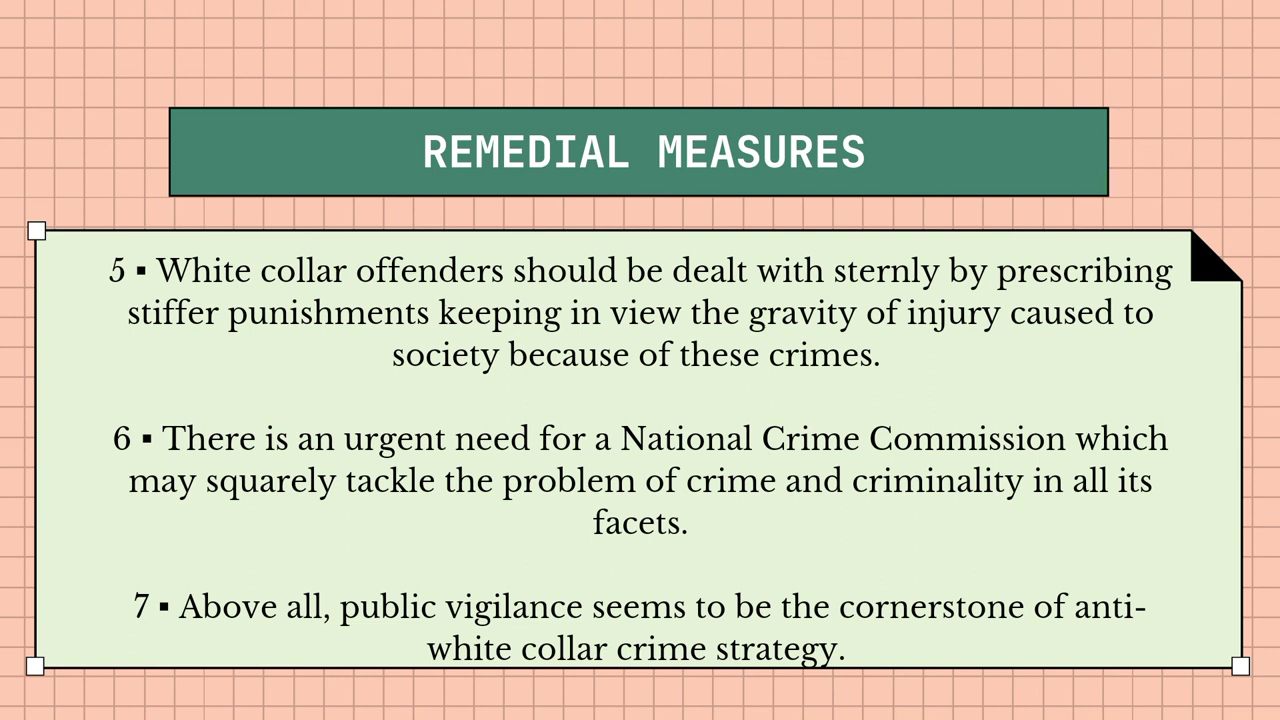 REMEDIAL MEASURES
5 ▪ White collar offenders should be dealt with sternly by prescribing
stiffer punishments keeping in view the gravity of injury caused to
society because of these crimes.
6 ▪ There is an urgent need for a National Crime Commission which
may squarely tackle the problem of crime and criminality in all its
facets.
7 ▪ Above all, public vigilance seems to be the cornerstone of anti-
white collar crime strategy.